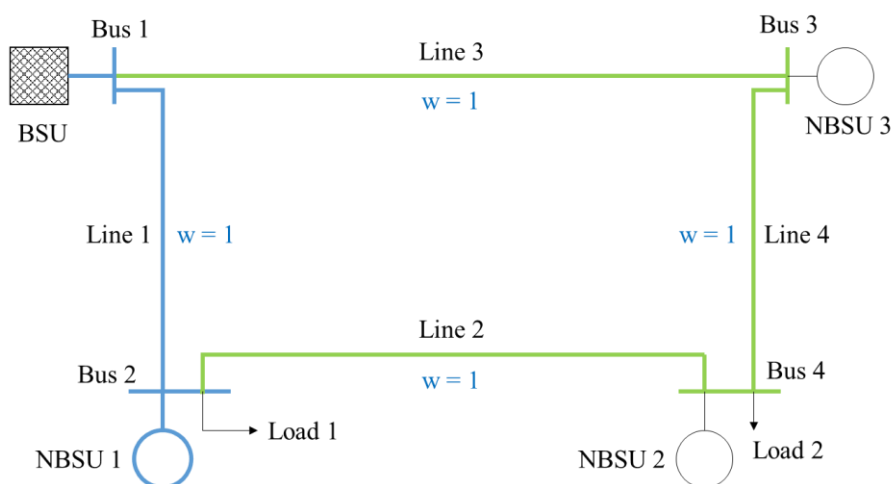 Bus 1
Bus 3
Line 3
w = 1
BSU
NBSU 3
Line 1
w = 1
w = 1
Line 4
Line 2
Bus 2
w = 1
Bus 4
Load 1
NBSU 1
NBSU 2
Load 2